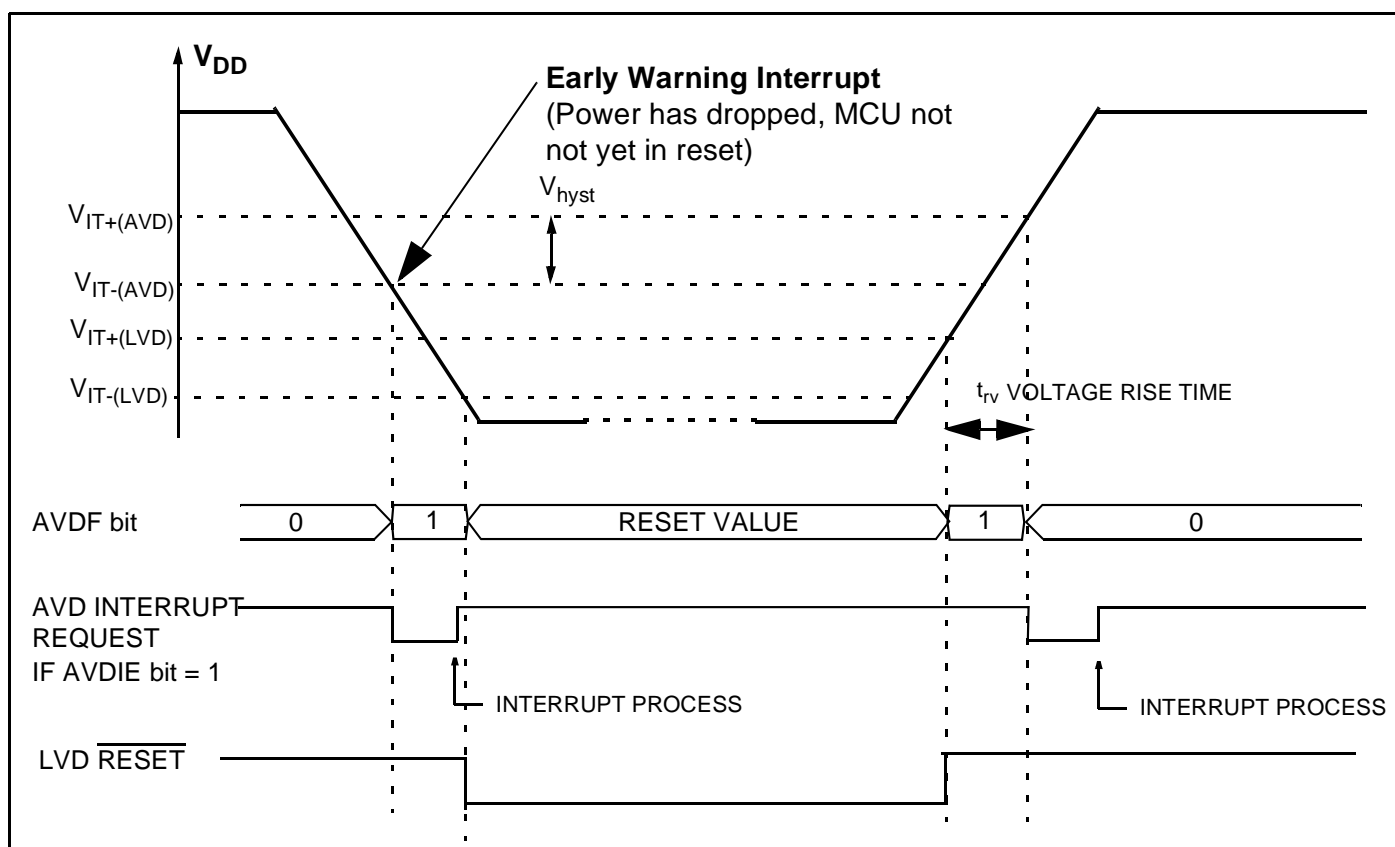 VDD
Early Warning Interrupt
(Power has dropped, MCU not
not yet in reset)
Vhyst
VIT+(AVD)
VIT-(AVD)
VIT+(LVD)
VIT-(LVD)
trv VOLTAGE RISE TIME
AVDF bit
0
1
RESET VALUE
1
0
AVD INTERRUPT
REQUEST
IF AVDIE bit = 1
INTERRUPT PROCESS
INTERRUPT PROCESS
LVD RESET